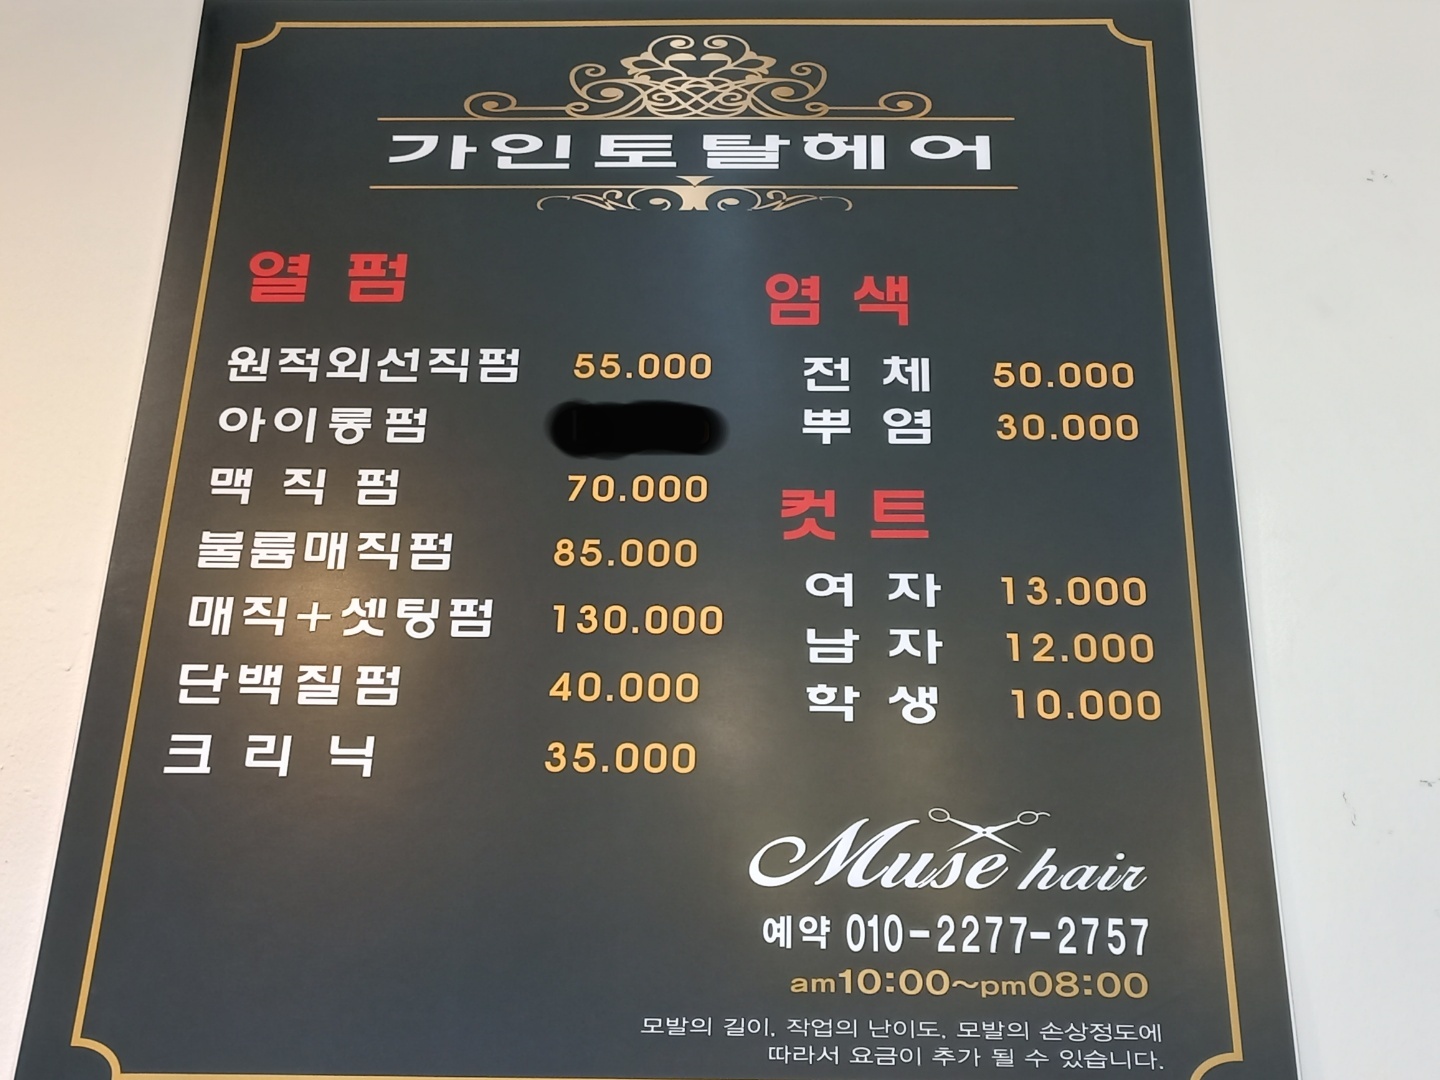 가인토탈헤어
열 펌
원적외선직펌 55.000
아이롱펌
맥 직 펌 70.000
불륨매직펌 85.000
매직+셋팅펌 130.000
단백질펌 40.000
크 리 닉 35.000
염 색
전 체 50.000
뿌 염 30.000
컷 트
여 자 13.000
남 자 12.000
학 생 10.000
Muse hair
예약 010-2277-2757
am10:00~pm08:00
모발의 길이, 작업의 난이도, 모발의 손상정도에
따라서 요금이 추가 될 수 있습니다.